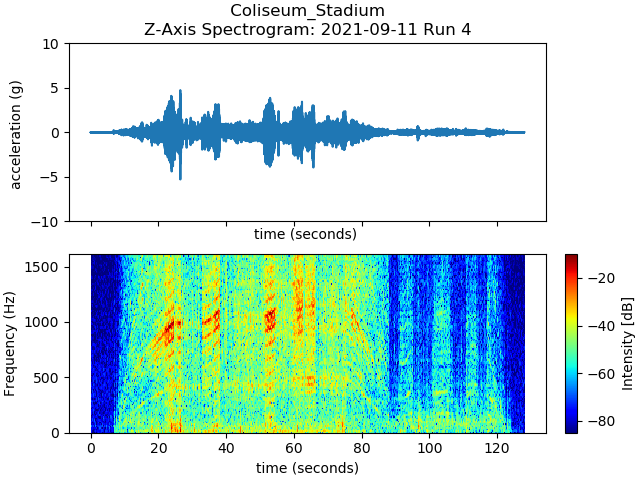 Coliseum_Stadium
Z-Axis Spectrogram: 2021-09-11 Run 4
10
5
0
−5
−10
acceleration (g)
time (seconds)
1500
1000
500
0
Frequency (Hz)
0 20 40 60 80 100 120
time (seconds)
−20
−40
−60
−80
Intensity [dB]